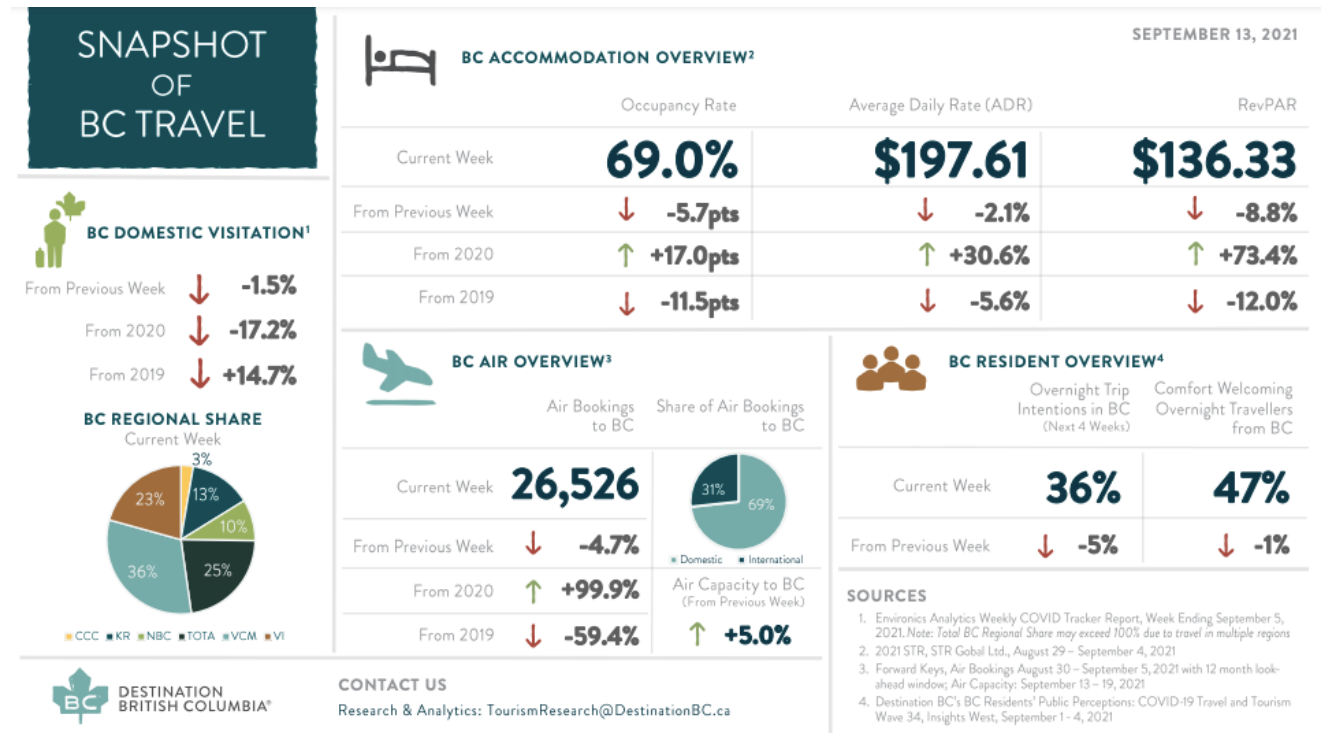 SNAPSHOT
OF
BC TRAVEL
BC DOMESTIC VISITATION¹
From Previous Week -1.5%
From 2020 -17.2%
From 2019 +14.7%
BC REGIONAL SHARE
Current Week
3%
13%
10%
25%
36%
23%
CCC KR NBC TOTA VCM VI
BC
DESTINATION
BRITISH COLUMBIA®
SEPTEMBER 13, 2021
BC ACCOMMODATION OVERVIEW²
Occupancy Rate Average Daily Rate (ADR) RevPAR
Current Week 69.0% $197.61 $136.33
From Previous Week -5.7pts -2.1% -8.8%
From 2020 +17.0pts +30.6% +73.4%
From 2019 -11.5pts -5.6% -12.0%
BC AIR OVERVIEW³
Air Bookings
to BC
Share of Air Bookings
to BC
Current Week 26,526
31%
69%
Domestic International
From Previous Week -4.7%
From 2020 +99.9%
From 2019 -59.4%
Air Capacity to BC
(From Previous Week)
+5.0%
BC RESIDENT OVERVIEW⁴
Overnight Trip
Intentions in BC
(Next 4 Weeks)
Comfort Welcoming
Overnight Travellers
from BC
Current Week 36% 47%
From Previous Week -5% -1%
SOURCES
1. Environics Analytics Weekly COVID Tracker Report, Week Ending September 5,
2021. Note: Total BC Regional Share may exceed 100% due to travel in multiple regions
2. 2021 STR, STR Gobal Ltd., August 29 – September 4, 2021
3. Forward Keys, Air Bookings August 30 – September 5, 2021 with 12 month look-
ahead window; Air Capacity: September 13 – 19, 2021
4. Destination BC's BC Residents' Public Perceptions: COVID-19 Travel and Tourism
Wave 34, Insights West, September 1 - 4, 2021
CONTACT US
Research & Analytics: TourismResearch@DestinationBC.ca